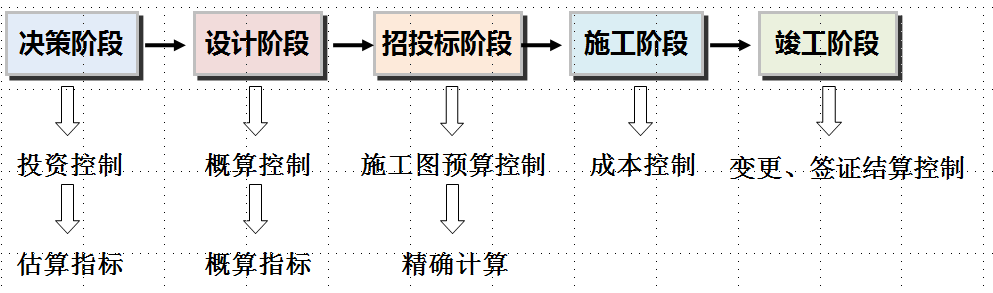 决策阶段 设计阶段 招投标阶段 施工阶段 竣工阶段
投资控制 概算控制 施工图预算控制 成本控制 变更、签证结算控制
估算指标 概算指标 精确计算